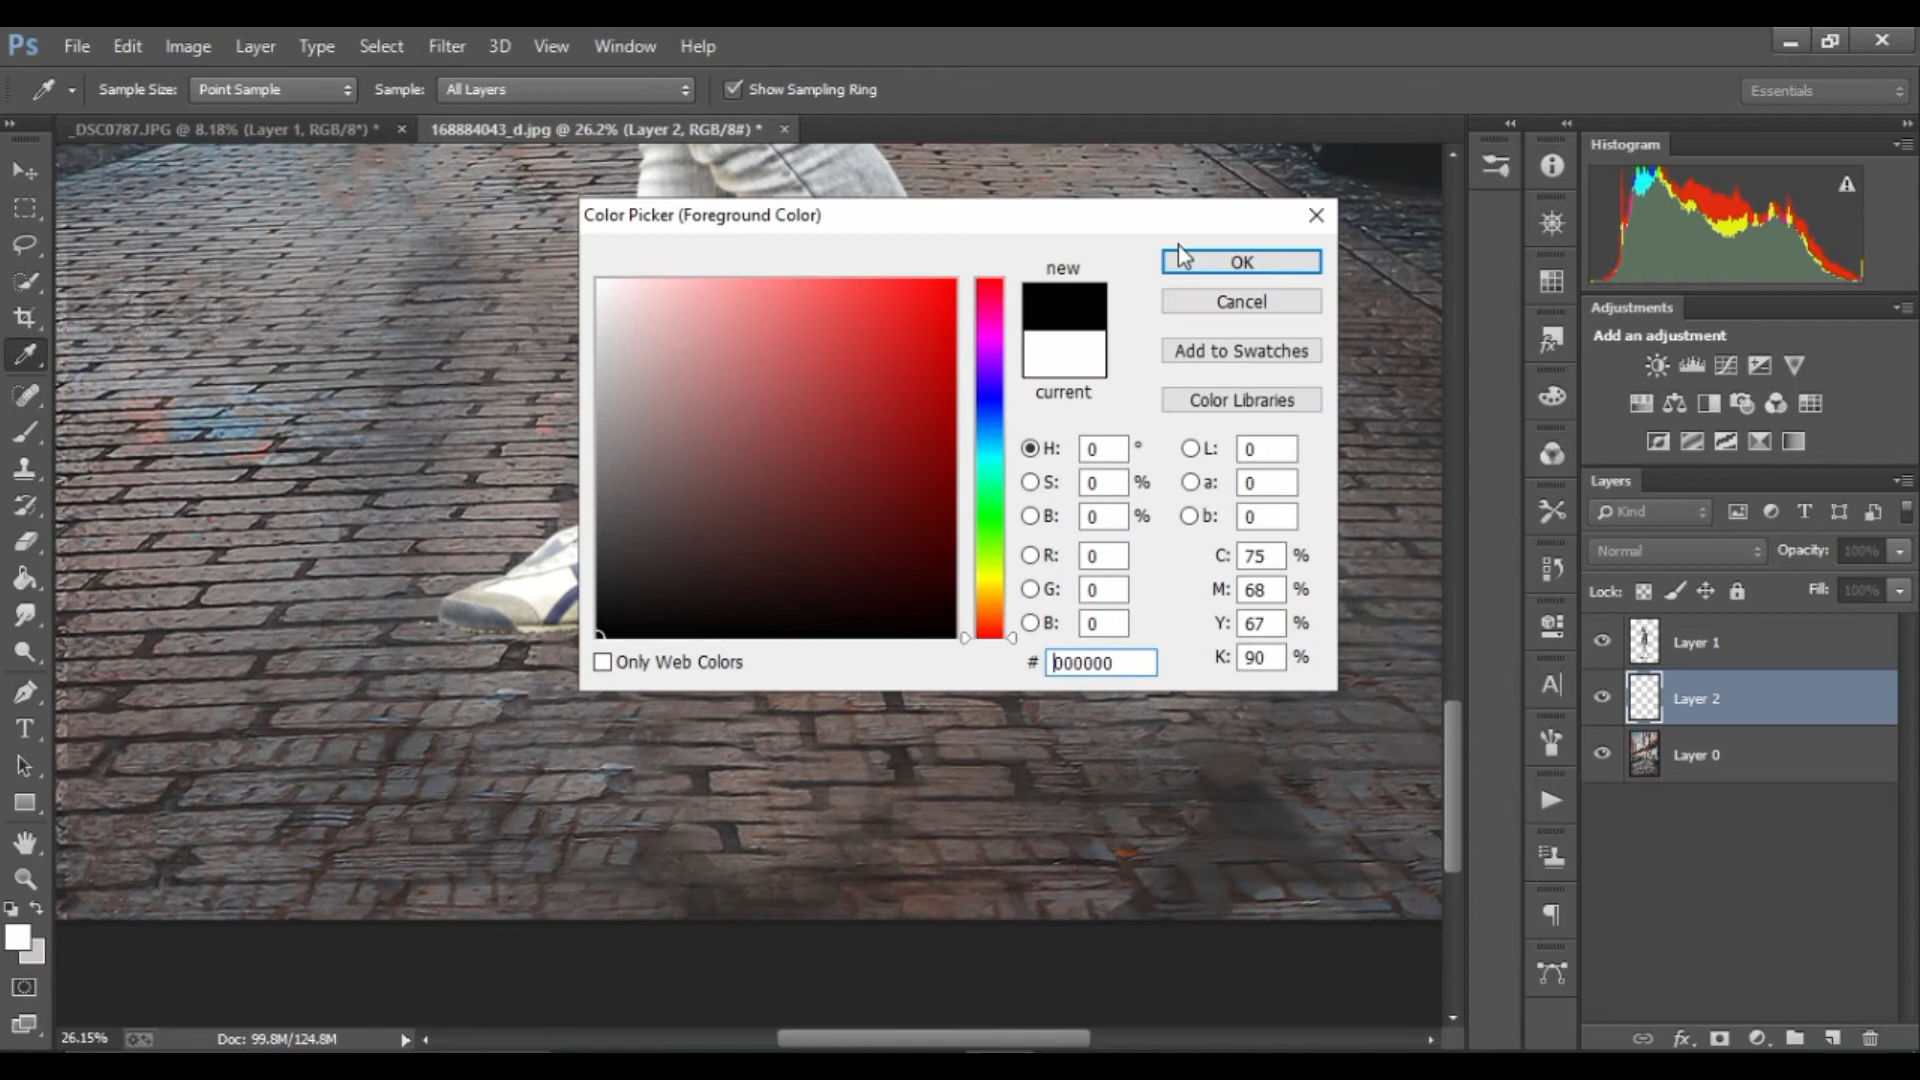 Ps File Edit Image Layer Type Select Filter 3D View Window Help
Sample Size: Point Sample Sample: All Layers Show Sampling Ring Essentials
_DSC0787.JPG @ 8.18% (Layer 1, RGB/8*) * 168884043_d.jpg @ 26.2% (Layer 2, RGB/8#) *
Histogram
Color Picker (Foreground Color)
new
current
OK
Cancel
Add to Swatches
Color Libraries
H: 0 ° L: 0
S: 0 % a: 0
B: 0 % b: 0
R: 0 C: 75 %
G: 0 M: 68 %
B: 0 Y: 67 %
# 000000 K: 90 %
Only Web Colors
Adjustments
Add an adjustment
Layers
Kind
Normal Opacity: 100%
Lock: Fill: 100%
Layer 1
Layer 2
Layer 0
26.15% Doc: 99.8M/124.8M